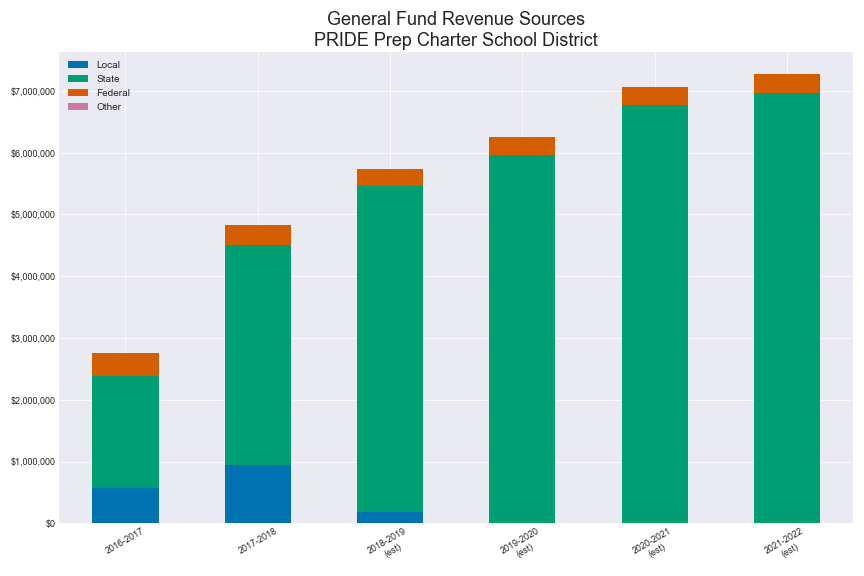 General Fund Revenue Sources
PRIDE Prep Charter School District
Local
State
Federal
Other
$7,000,000
$6,000,000
$5,000,000
$4,000,000
$3,000,000
$2,000,000
$1,000,000
$0
2016-2017
2017-2018
2018-2019
(est)
2019-2020
(est)
2020-2021
(est)
2021-2022
(est)